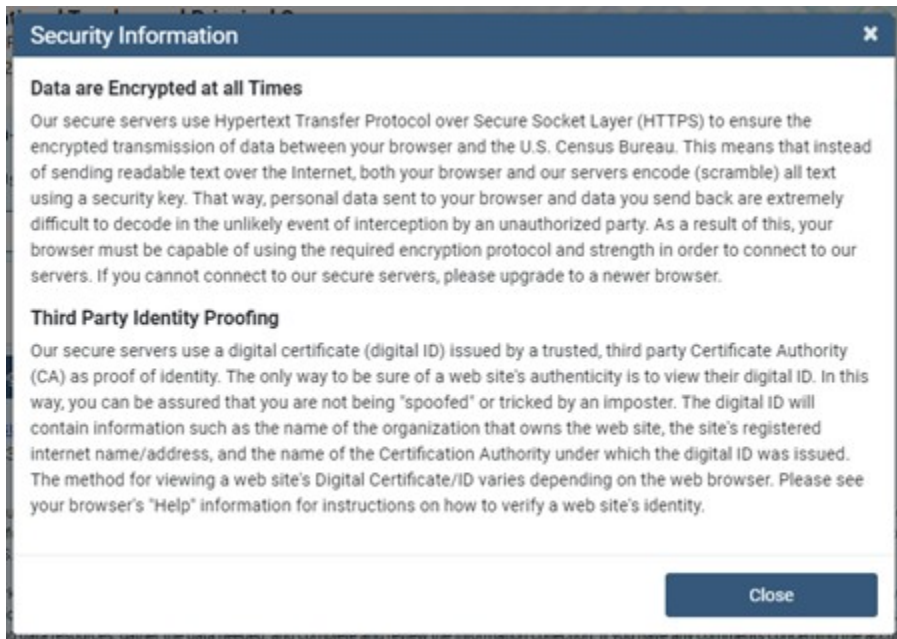 Security Information ×
Data are Encrypted at all Times
Our secure servers use Hypertext Transfer Protocol over Secure Socket Layer (HTTPS) to ensure the
encrypted transmission of data between your browser and the U.S. Census Bureau. This means that instead
of sending readable text over the Internet, both your browser and our servers encode (scramble) all text
using a security key. That way, personal data sent to your browser and data you send back are extremely
difficult to decode in the unlikely event of interception by an unauthorized party. As a result of this, your
browser must be capable of using the required encryption protocol and strength in order to connect to our
servers. If you cannot connect to our secure servers, please upgrade to a newer browser.
Third Party Identity Proofing
Our secure servers use a digital certificate (digital ID) issued by a trusted, third party Certificate Authority
(CA) as proof of identity. The only way to be sure of a web site's authenticity is to view their digital ID. In this
way, you can be assured that you are not being "spoofed" or tricked by an imposter. The digital ID will
contain information such as the name of the organization that owns the web site, the site's registered
internet name/address, and the name of the Certification Authority under which the digital ID was issued.
The method for viewing a web site's Digital Certificate/ID varies depending on the web browser. Please see
your browser's "Help" information for instructions on how to verify a web site's identity.
Close